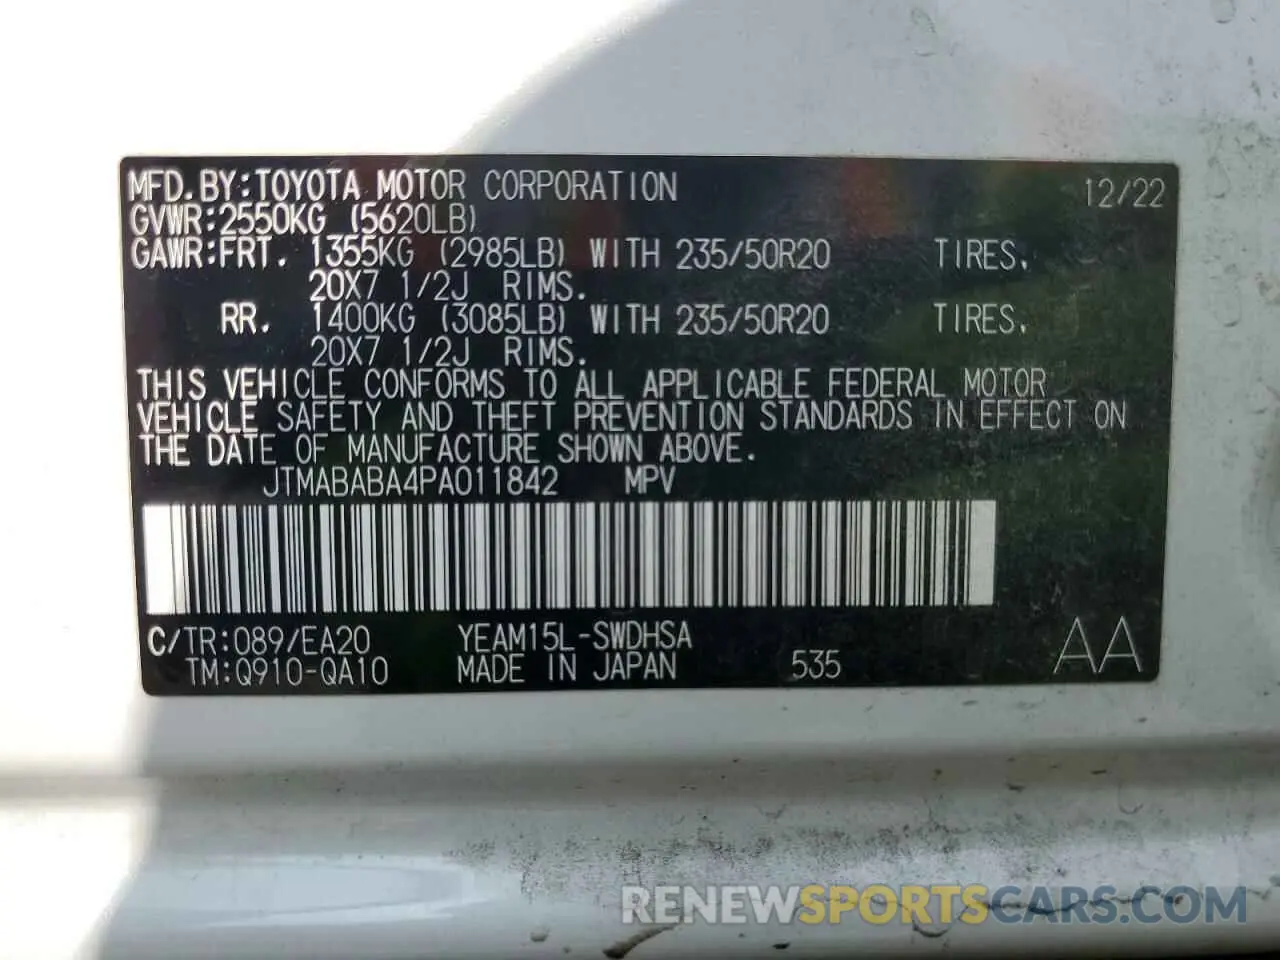 MFD.BY:TOYOTA MOTOR CORPORATION 12/22
GVWR:2550KG (5620LB)
GAWR:FRT. 1355KG (2985LB) WITH 235/50R20 TIRES,
20X7 1/2J RIMS.
RR. 1400KG (3085LB) WITH 235/50R20 TIRES,
20X7 1/2J RIMS.
THIS VEHICLE CONFORMS TO ALL APPLICABLE FEDERAL MOTOR
VEHICLE SAFETY AND THEFT PREVENTION STANDARDS IN EFFECT ON
THE DATE OF MANUFACTURE SHOWN ABOVE.
JTMABABA4PA011842 MPV
C/TR:089/EA20 YEAM15L-SWDHSA AA
TM:Q910-QA10 MADE IN JAPAN 535
RENEWSPORTSCARS.COM